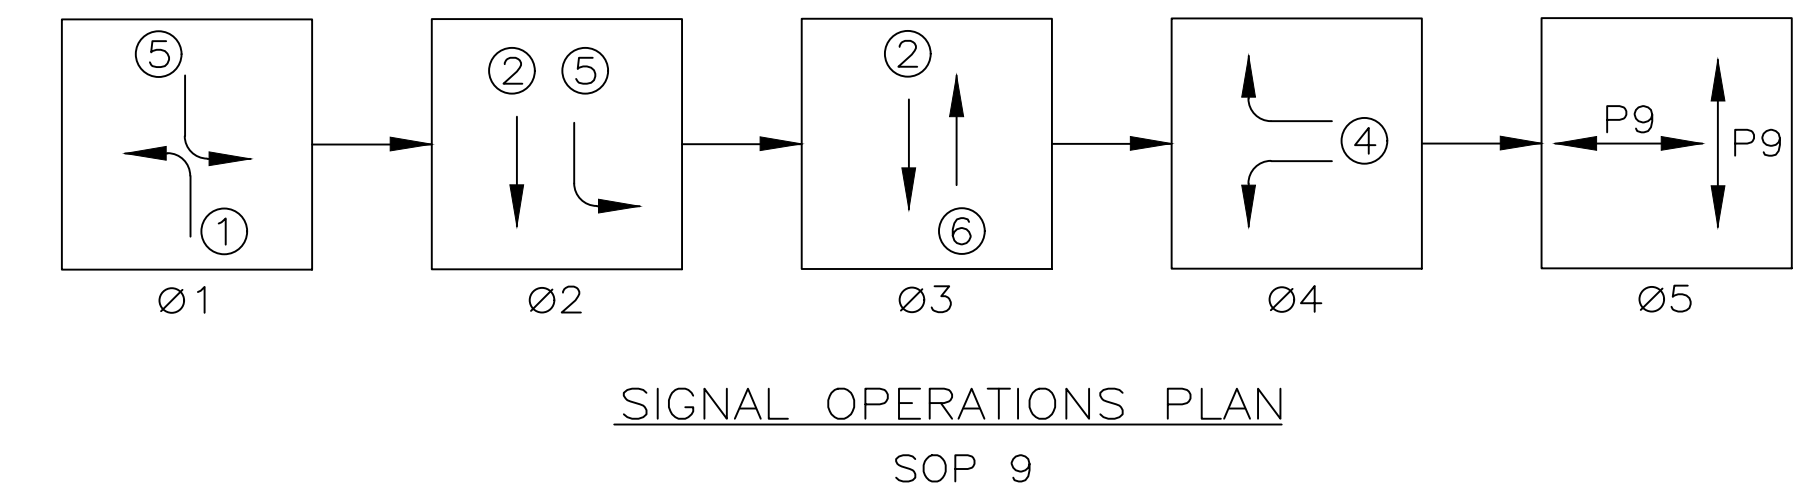 5 1
2 5
2 6
4
P9 P9
Ø1 Ø2 Ø3 Ø4 Ø5
SIGNAL OPERATIONS PLAN
SOP 9